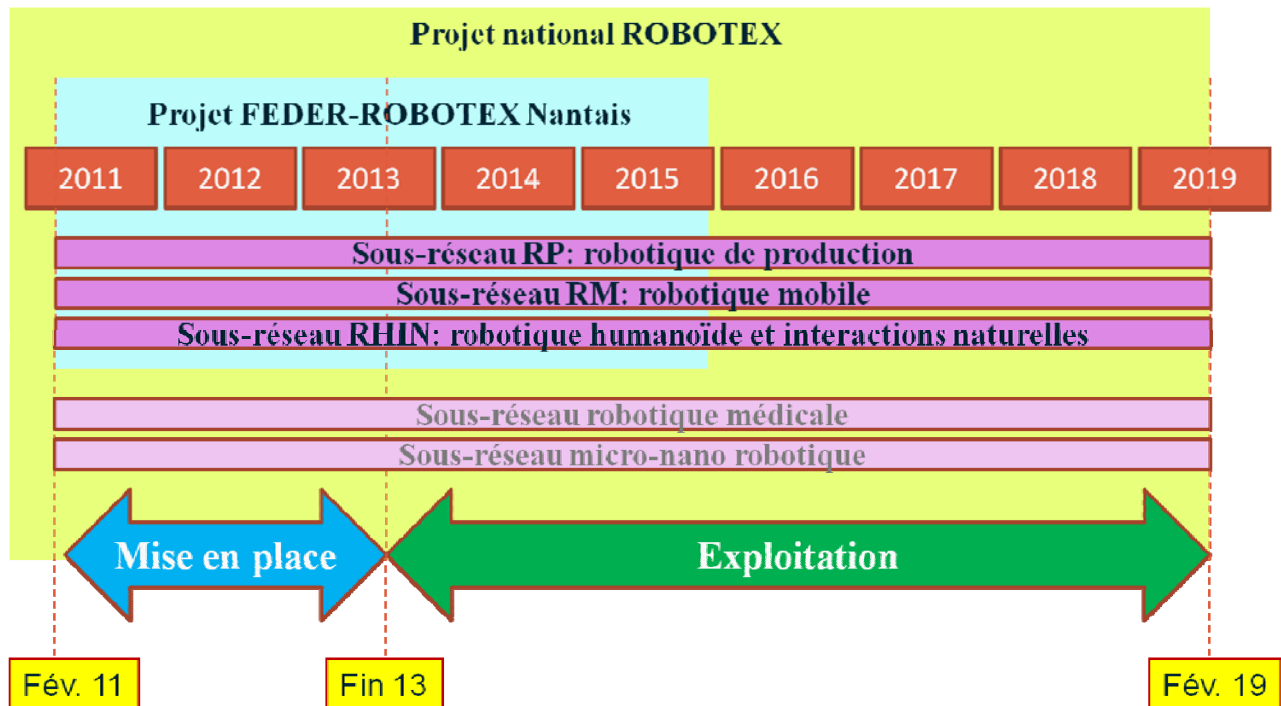 Projet national ROBOTEX
Projet FEDER-ROBOTEX Nantais
2011 2012 2013 2014 2015 2016 2017 2018 2019
Sous-réseau RP: robotique de production
Sous-réseau RM: robotique mobile
Sous-réseau RHIN: robotique humanoïde et interactions naturelles
Sous-réseau robotique médicale
Sous-réseau micro-nano robotique
Mise en place Exploitation
Fév. 11 Fin 13 Fév. 19